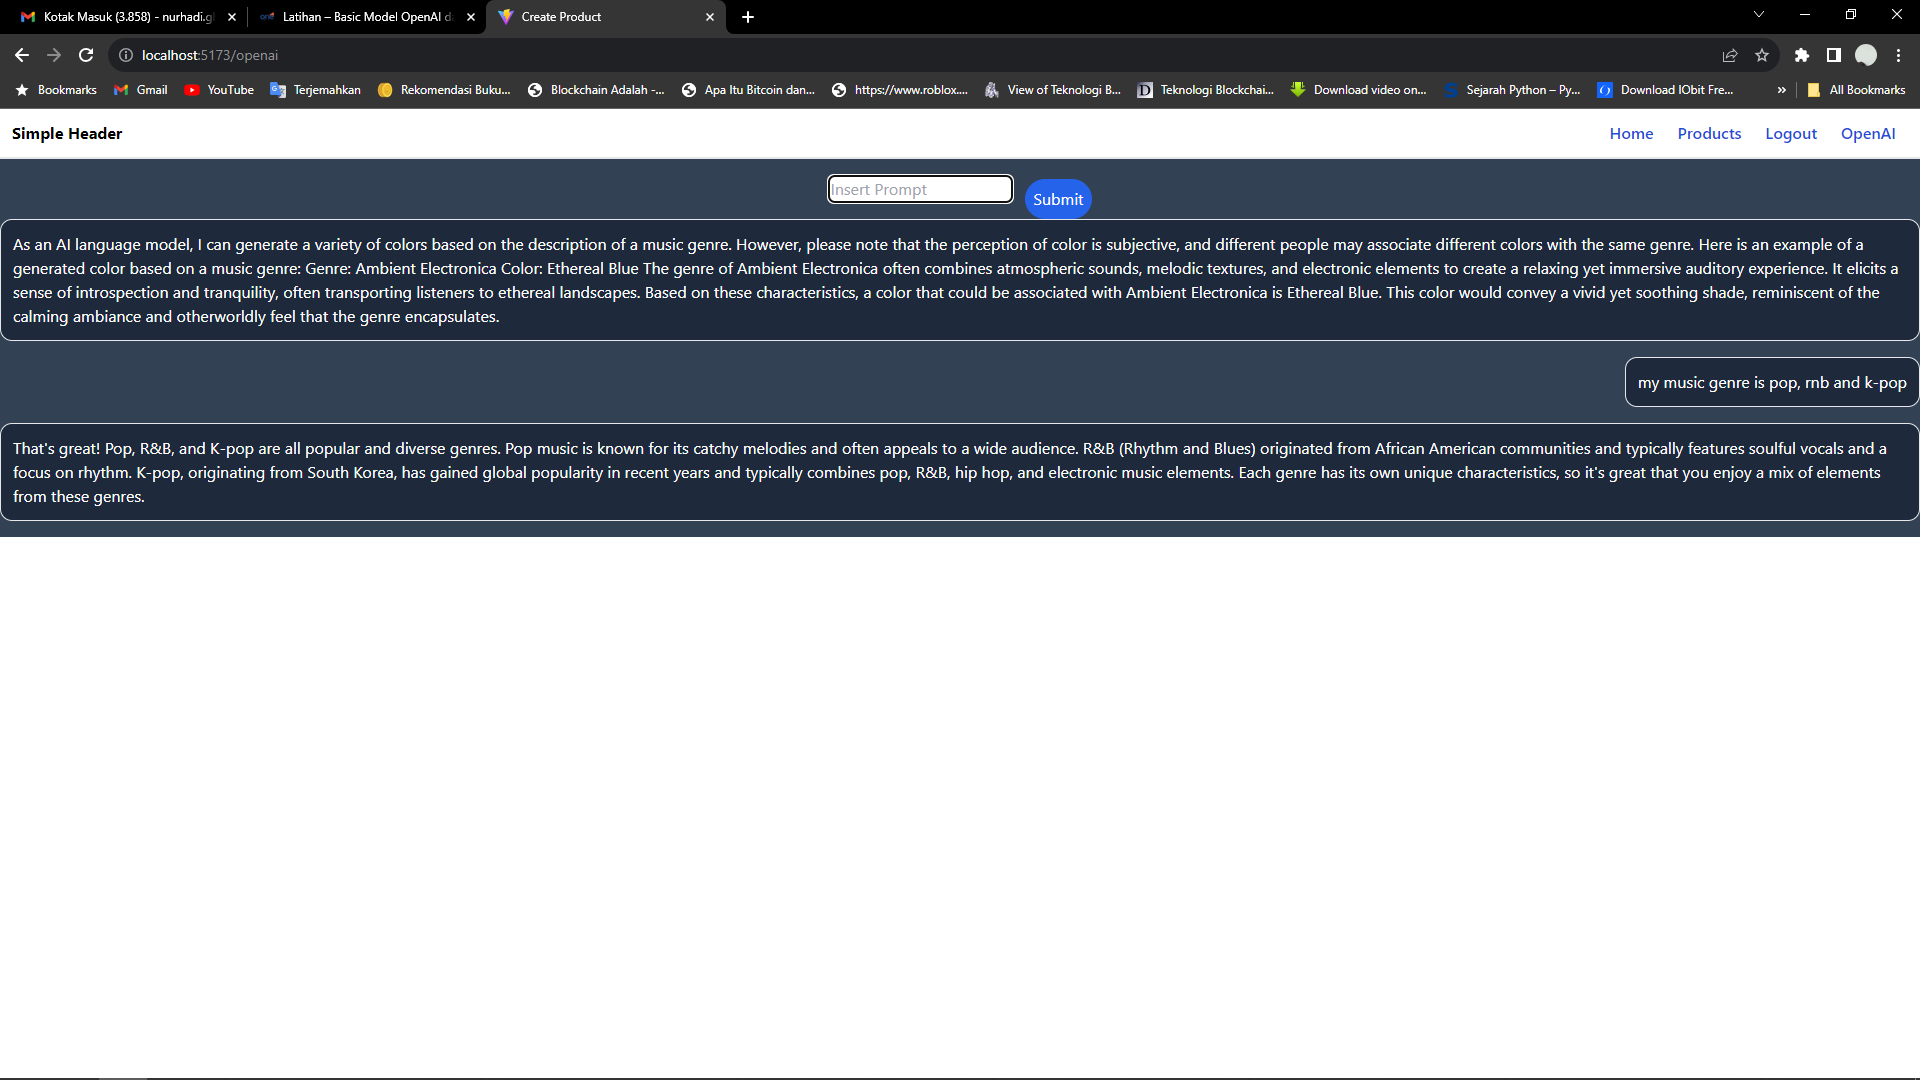 Kotak Masuk (3.858) - nurhadi.g
Latihan – Basic Model OpenAI d
Create Product
localhost:5173/openai
Bookmarks
Gmail
YouTube
Terjemahkan
Rekomendasi Buku...
Blockchain Adalah -...
Apa Itu Bitcoin dan...
https://www.roblox....
View of Teknologi B...
Teknologi Blockchai...
Download video on...
Sejarah Python – Py...
Download IObit Fre...
»
All Bookmarks
Simple Header
Home
Products
Logout
OpenAI
Insert Prompt
Submit
As an AI language model, I can generate a variety of colors based on the description of a music genre. However, please note that the perception of color is subjective, and different people may associate different colors with the same genre. Here is an example of a
generated color based on a music genre: Genre: Ambient Electronica Color: Ethereal Blue The genre of Ambient Electronica often combines atmospheric sounds, melodic textures, and electronic elements to create a relaxing yet immersive auditory experience. It elicits a
sense of introspection and tranquility, often transporting listeners to ethereal landscapes. Based on these characteristics, a color that could be associated with Ambient Electronica is Ethereal Blue. This color would convey a vivid yet soothing shade, reminiscent of the
calming ambiance and otherworldly feel that the genre encapsulates.
my music genre is pop, rnb and k-pop
That's great! Pop, R&B, and K-pop are all popular and diverse genres. Pop music is known for its catchy melodies and often appeals to a wide audience. R&B (Rhythm and Blues) originated from African American communities and typically features soulful vocals and a
focus on rhythm. K-pop, originating from South Korea, has gained global popularity in recent years and typically combines pop, R&B, hip hop, and electronic music elements. Each genre has its own unique characteristics, so it's great that you enjoy a mix of elements
from these genres.